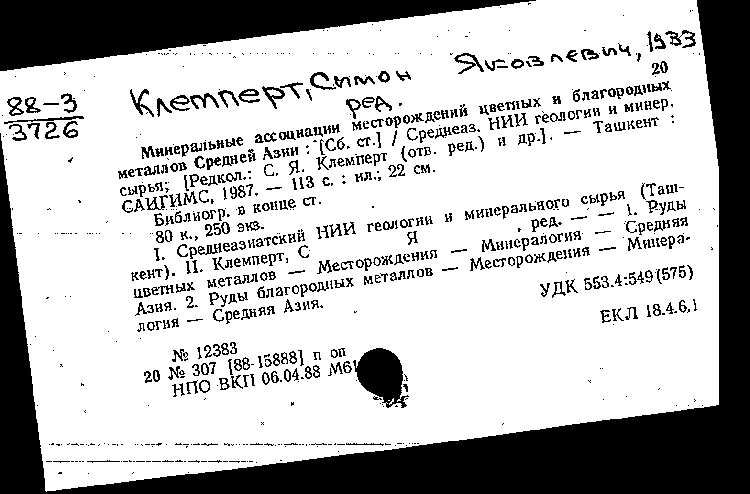 88-3
3726
Клемперт, Симон Яковлевич, 1933
ред.
20
Минеральные ассоциации месторождений цветных и благородных
металлов Средней Азии : [Сб. ст.] / Среднеаз. НИИ геологии и минер.
сырья; [Редкол.: С. Я. Клемперт (отв. ред.) и др.]. — Ташкент :
САИГИМС, 1987. — 113 с. : ил.; 22 см.
Библиогр. в конце ст.
80 к., 250 экз.
I. Среднеазиатский НИИ геологии и минерального сырья (Таш-
кент). II. Клемперт, С Я , ред. — — 1. Руды
цветных металлов — Месторождения — Минералогия — Средняя
Азия. 2. Руды благородных металлов — Месторождения — Минера-
логия — Средняя Азия.
УДК 553.4:549(575)
ЕКЛ 18.4.6,1
№ 12383
20 № 307 [88-15888] п оп
НПО ВКП 06.04.88 М61